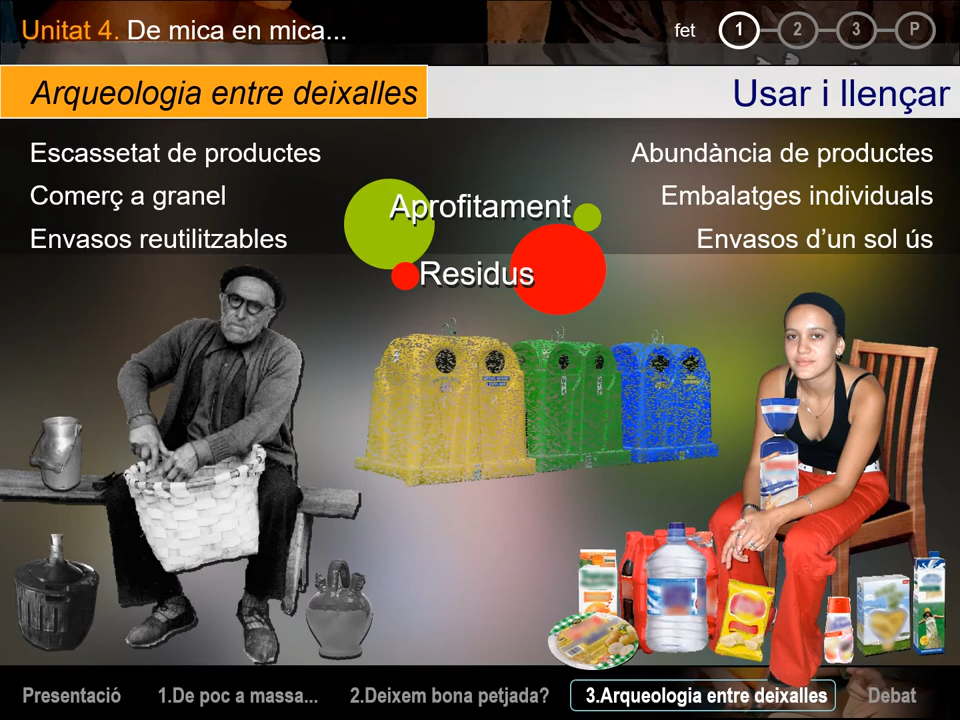 Unitat 4. De mica en mica...
fet 1 2 3 P
Arqueologia entre deixalles
Usar i llençar
Escassetat de productes
Comerç a granel
Envasos reutilitzables
Abundància de productes
Embalatges individuals
Envasos d’un sol ús
Aprofitament
Residus
Presentació 1.De poc a massa... 2.Deixem bona petjada? 3.Arqueologia entre deixalles Debat